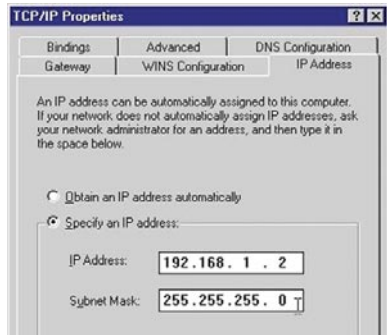 TCP/IP Properties
Bindings Advanced DNS Configuration
Gateway WINS Configuration IP Address
An IP address can be automatically assigned to this computer.
If your network does not automatically assign IP addresses, ask
your network administrator for an address, and then type it in
the space below.
Obtain an IP address automatically
Specify an IP address:
IP Address: 192.168. 1 . 2
Subnet Mask: 255.255.255. 0